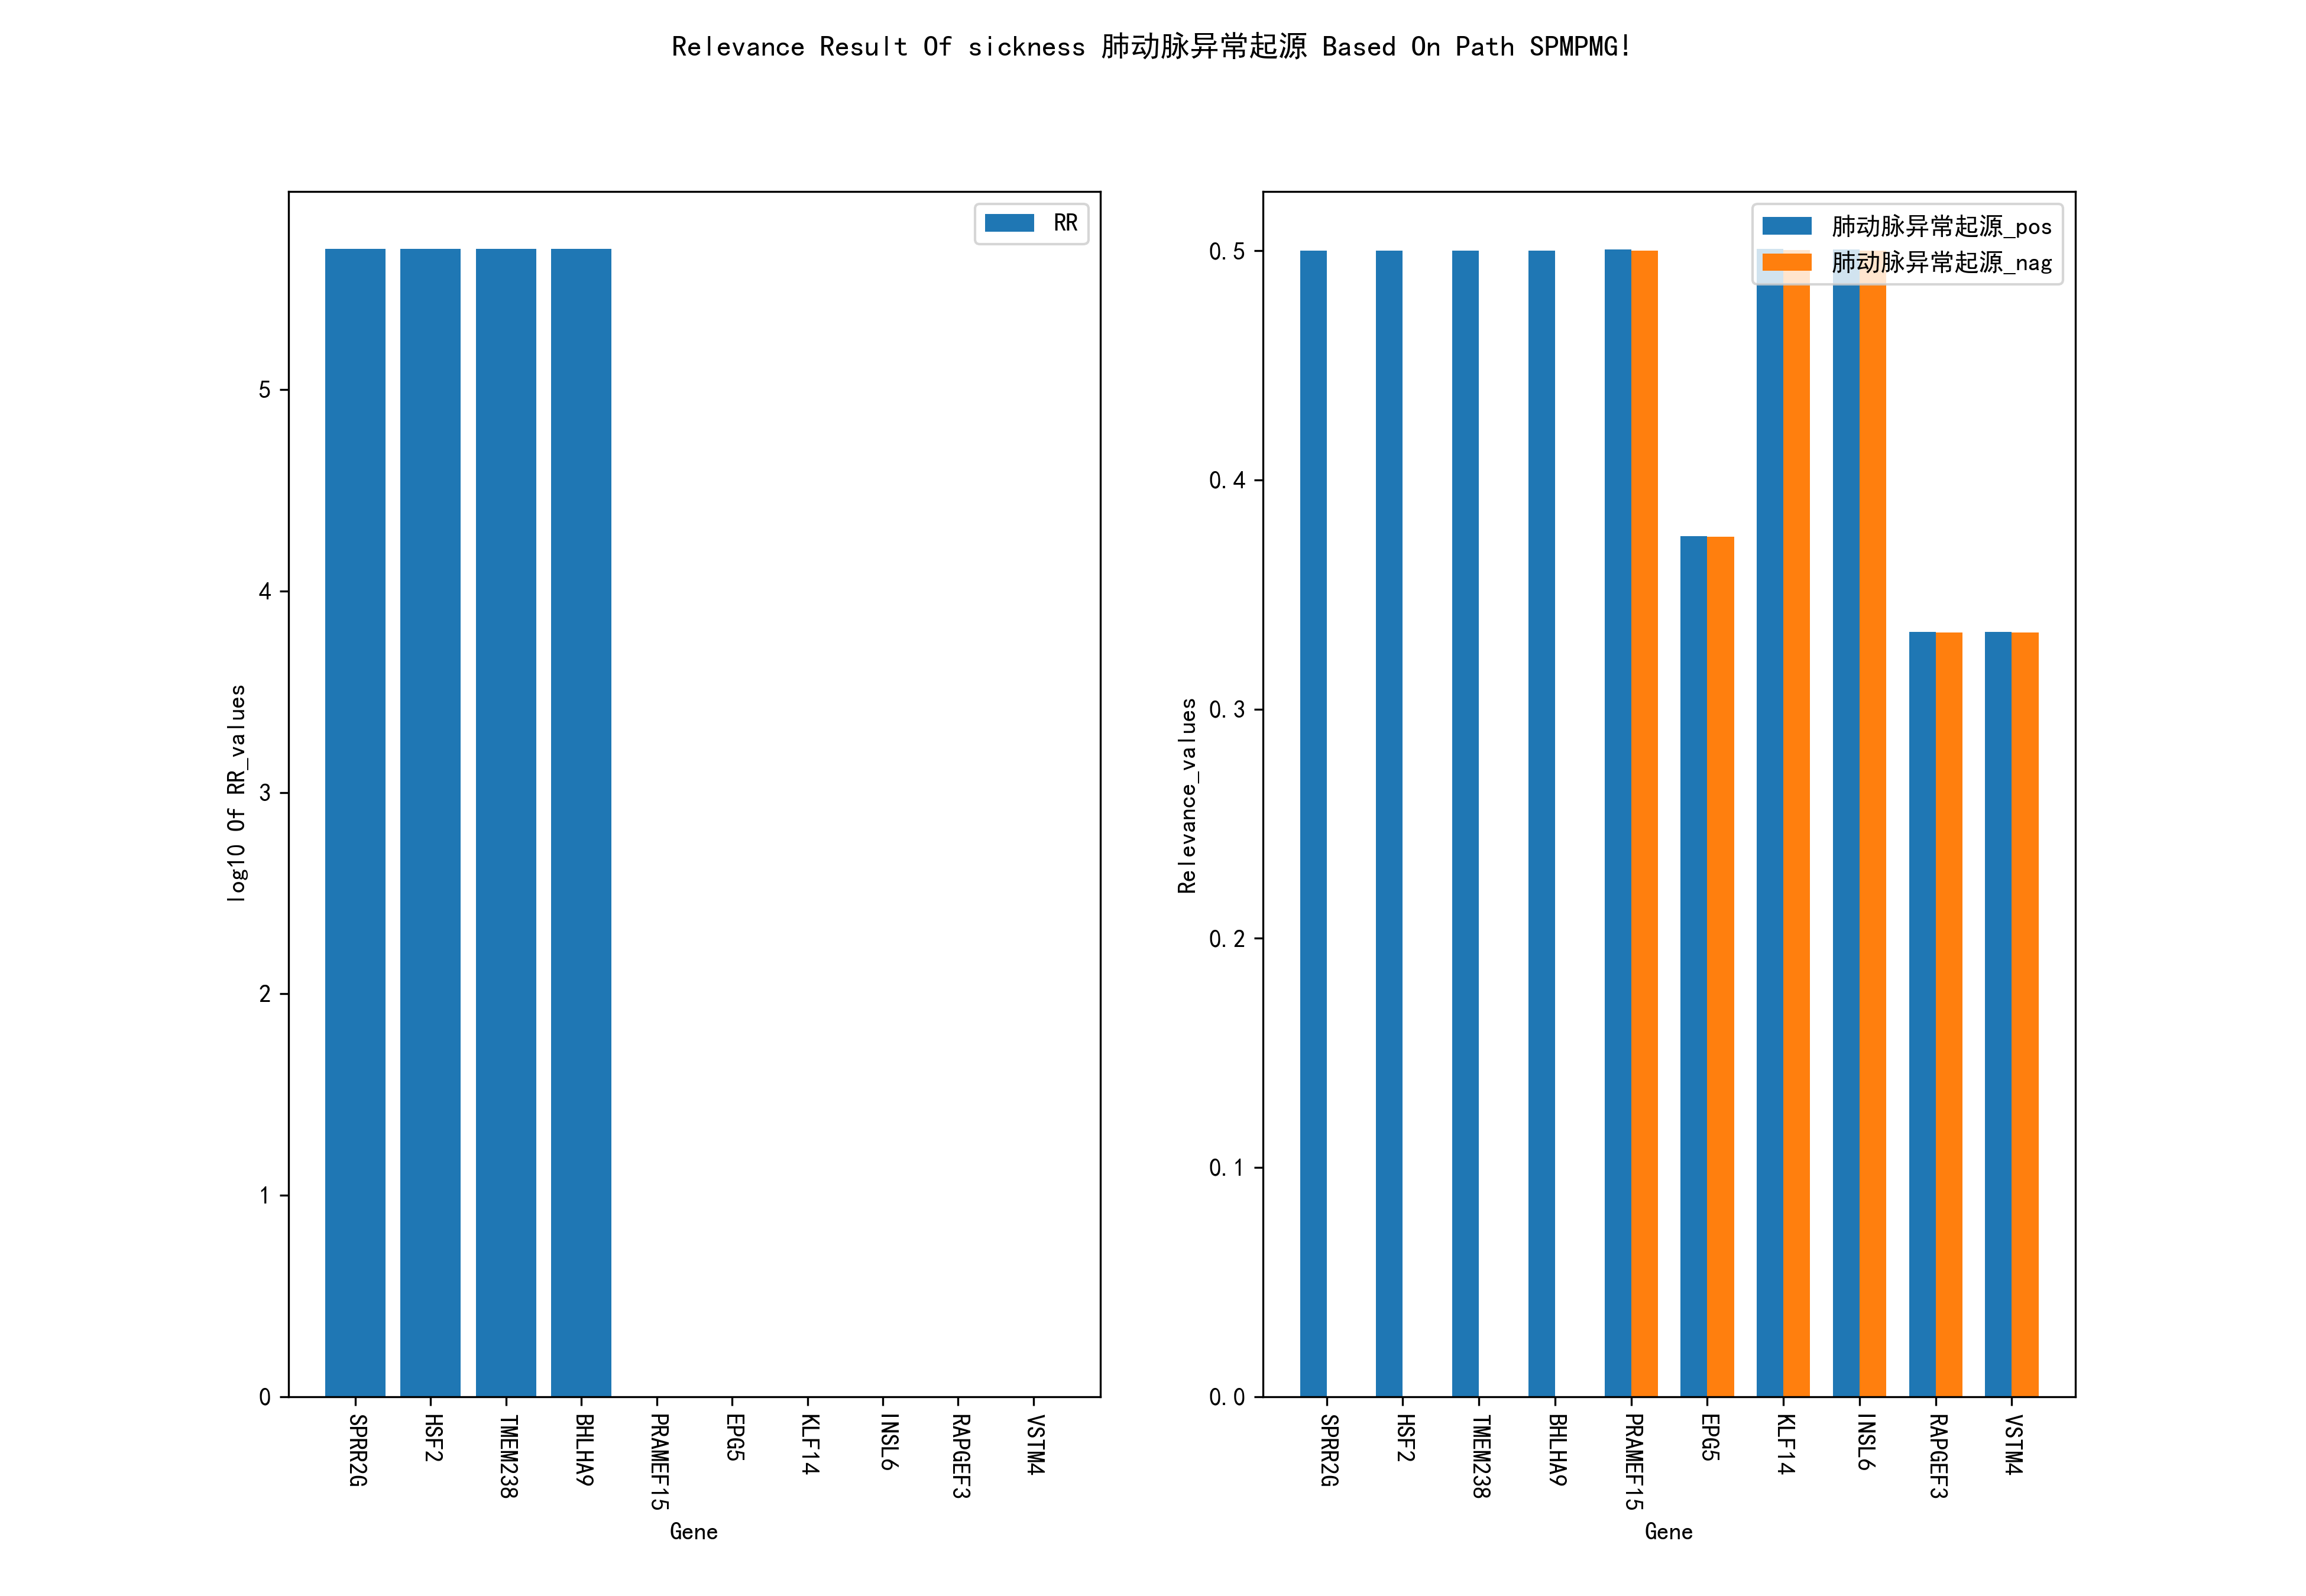 Relevance Result Of sickness 肺动脉异常起源 Based On Path SPMPMG!
RR
5
4
3
2
1
0
log10 Of RR_values
SPRR2G
HSF2
TMEM238
BHLHA9
PRAMEF15
EPG5
KLF14
INSL6
RAPGEF3
VSTM4
Gene
肺动脉异常起源_pos
肺动脉异常起源_nag
0.5
0.4
0.3
0.2
0.1
0.0
Relevance_values
SPRR2G
HSF2
TMEM238
BHLHA9
PRAMEF15
EPG5
KLF14
INSL6
RAPGEF3
VSTM4
Gene